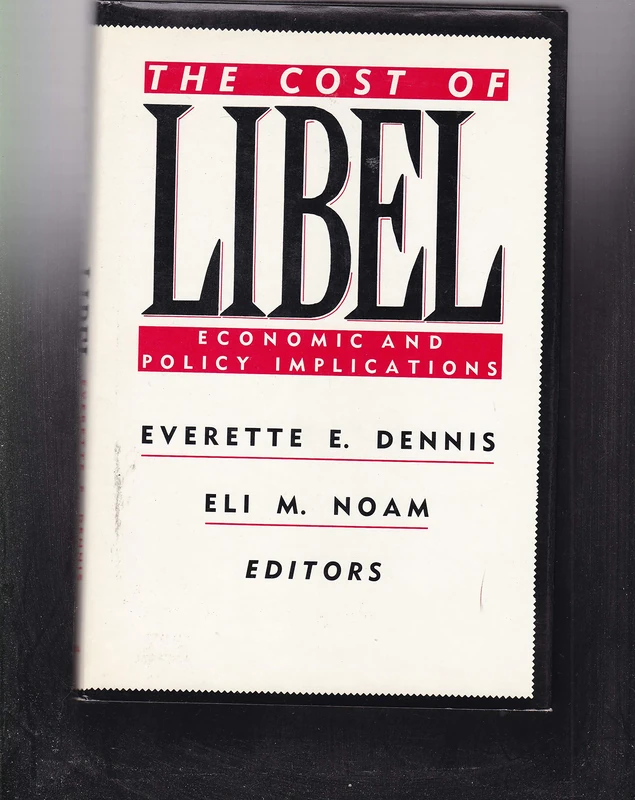 THE COST OF
LIBEL
ECONOMIC AND
POLICY IMPLICATIONS
EVERETTE E. DENNIS
ELI M. NOAM
EDITORS